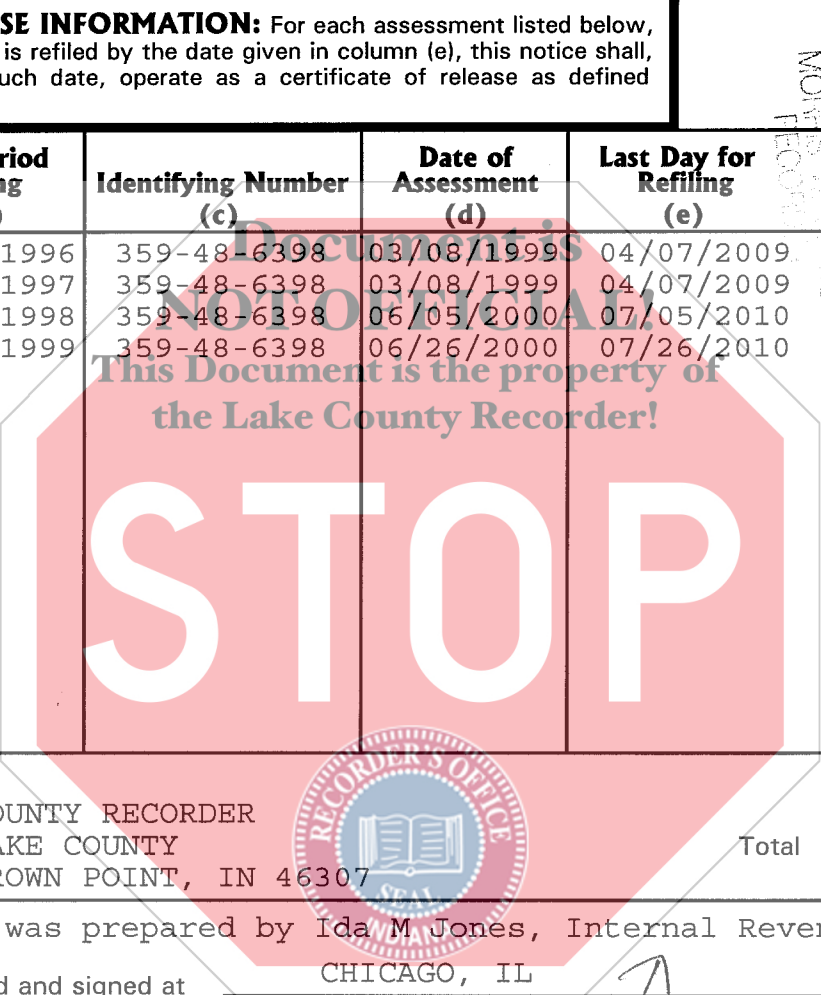 SE INFORMATION: For each assessment listed below,
is refiled by the date given in column (e), this notice shall,
uch date, operate as a certificate of release as defined
riod Identifying Number Date of Last Day for
ng Assessment Refiling
) (c) (d) (e)
1996 359-48-6398 03/08/1999 04/07/2009
1997 359-48-6398 03/08/1999 04/07/2009
1998 359-48-6398 06/05/2000 07/05/2010
1999 359-48-6398 06/26/2000 07/26/2010
Document is
NOT OFFICIAL!
This Document is the property of
the Lake County Recorder!
STOP
RECORDER'S OFFICE
SEAL
INDIANA
OUNTY RECORDER
AKE COUNTY
Total
ROWN POINT, IN 46307
was prepared by Ida M Jones, Internal Rever
CHICAGO, IL
d and signed at